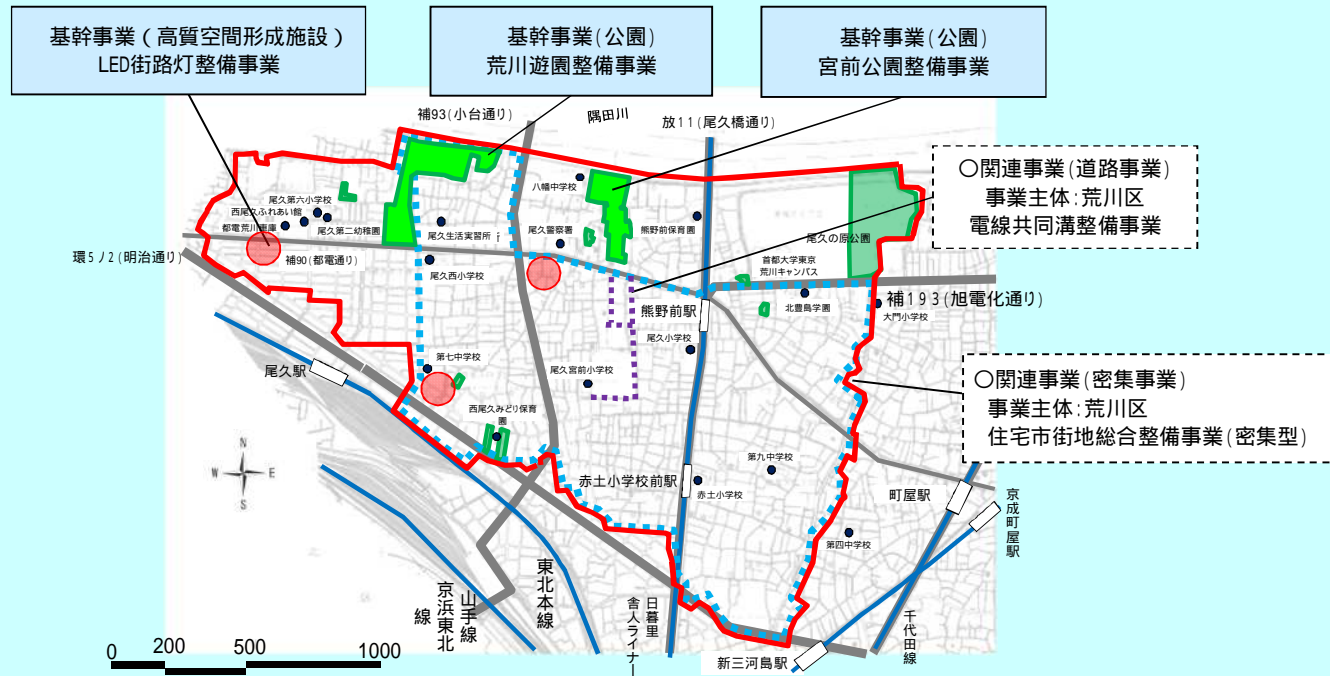 基幹事業（高質空間形成施設）
LED街路灯整備事業
基幹事業(公園)
荒川遊園整備事業
基幹事業(公園)
宮前公園整備事業
補93(小台通り)
隅田川
放11(尾久橋通り)
〇関連事業(道路事業)
事業主体:荒川区
電線共同溝整備事業
八幡中学校
尾久第六小学校
西尾久ふれあい館
都電荒川車庫
尾久第二幼稚園
尾久生活実習所
尾久警察署
熊野前保育園
尾久の原公園
環5ノ2(明治通り)
補90(都電通り)
尾久西小学校
首都大学東京
荒川キャンパス
北豊島学園
補193(旭電化通り)
大門小学校
熊野前駅
尾久小学校
尾久駅
第七中学校
尾久宮前小学校
〇関連事業(密集事業)
事業主体:荒川区
住宅市街地総合整備事業(密集型)
西尾久みどり保育
園
N
W
E
S
赤土小学校前駅
赤土小学校
第九中学校
町屋駅
京成町屋駅
第四中学校
東北本線
山手線
京浜東北
線
日暮里
舎人ライナー
千代田線
新三河島駅
0
200
500
1000